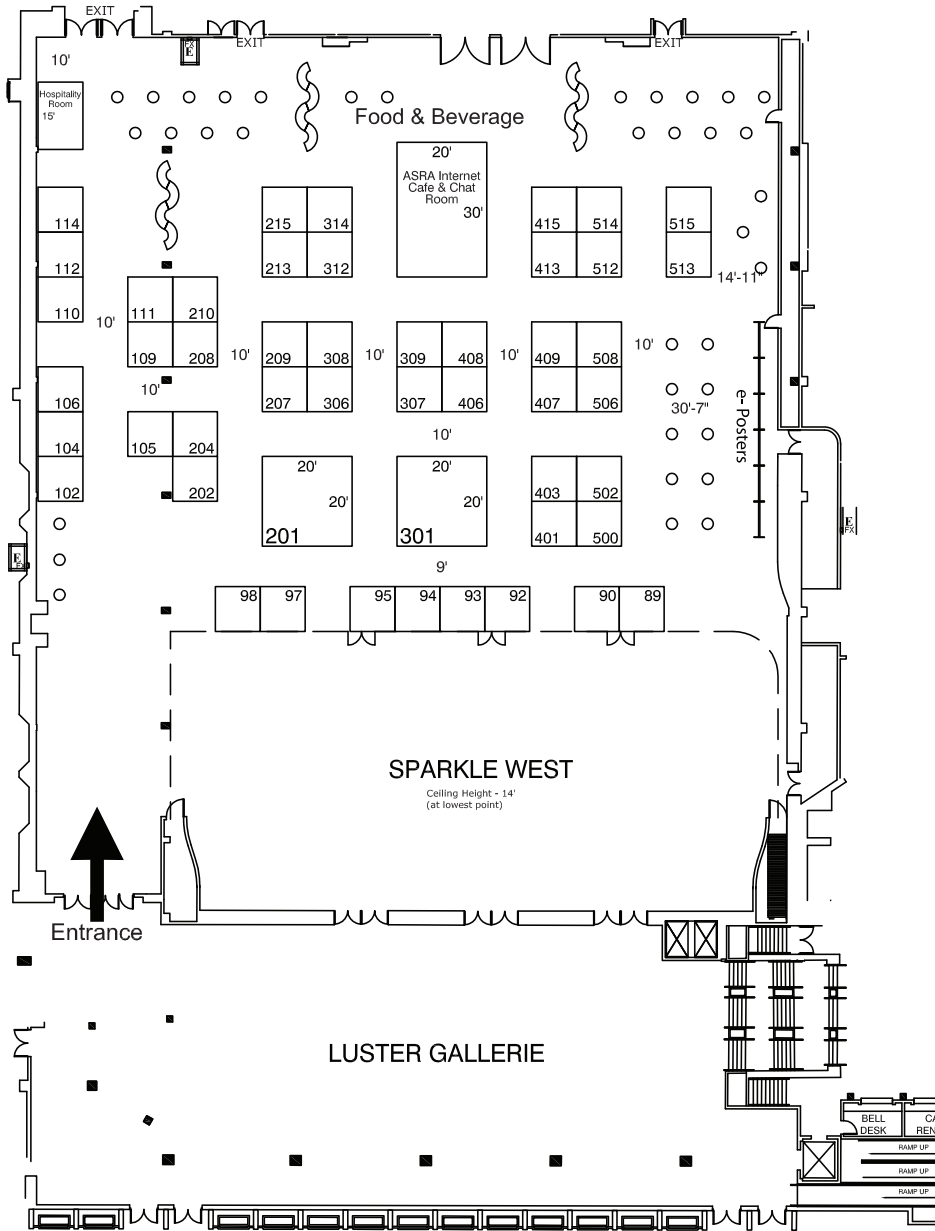 EXIT
EXIT
EXIT
FX
E
10'
Hospitality
Room
15'
Food & Beverage
20'
ASRA Internet
Cafe & Chat
Room
30'
114
112
110
215
314
213
312
415
514
413
512
515
513
14'-11"
111
210
109
208
10'
10'
10'
209
308
207
306
10'
309
408
307
406
10'
409
508
407
506
10'
30'-7"
e- Posters
106
104
102
105
204
202
10'
20'
20'
201
20'
20'
301
403
502
401
500
E
FX
E
FX
9'
98
97
95
94
93
92
90
89
SPARKLE WEST
Ceiling Height - 14'
(at lowest point)
Entrance
LUSTER GALLERIE
BELL
DESK
CA
REN
RAMP UP
RAMP UP
RAMP UP